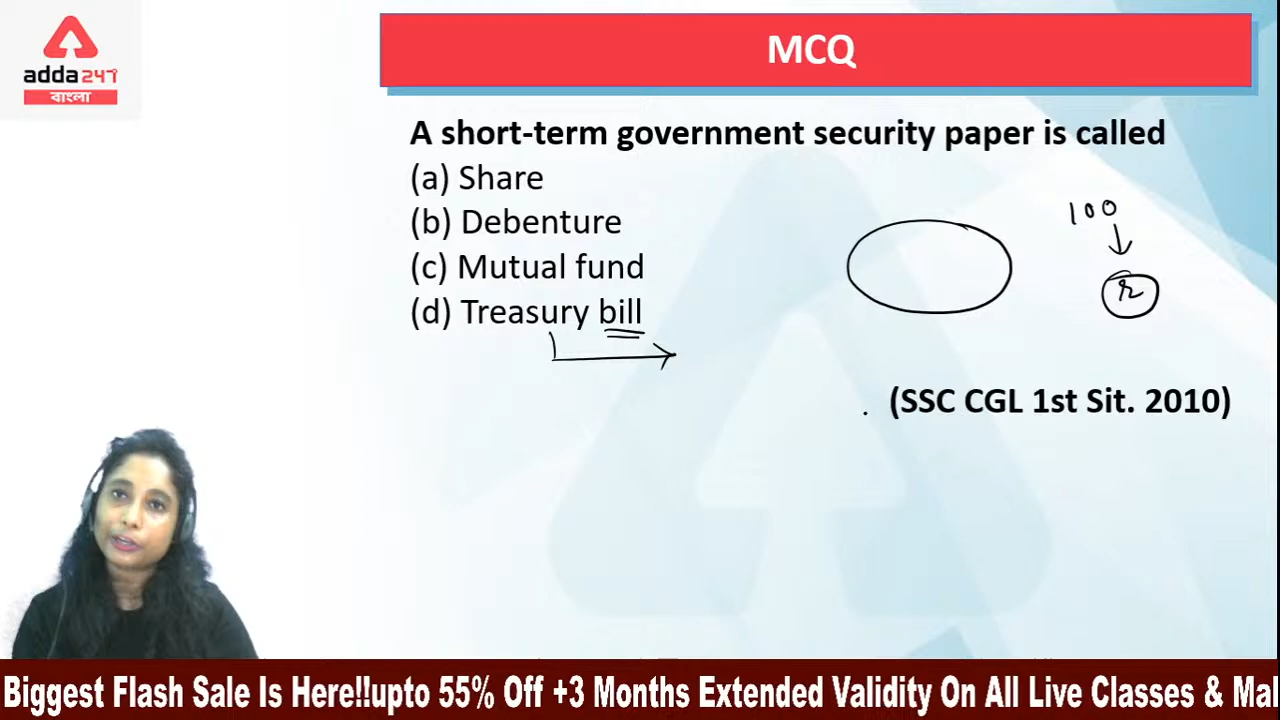 adda247
বাংলা
MCQ
A short-term government security paper is called
(a) Share
(b) Debenture
(c) Mutual fund
(d) Treasury bill
100
r
(SSC CGL 1st Sit. 2010)
Biggest Flash Sale Is Here!!upto 55% Off +3 Months Extended Validity On All Live Classes & Mal